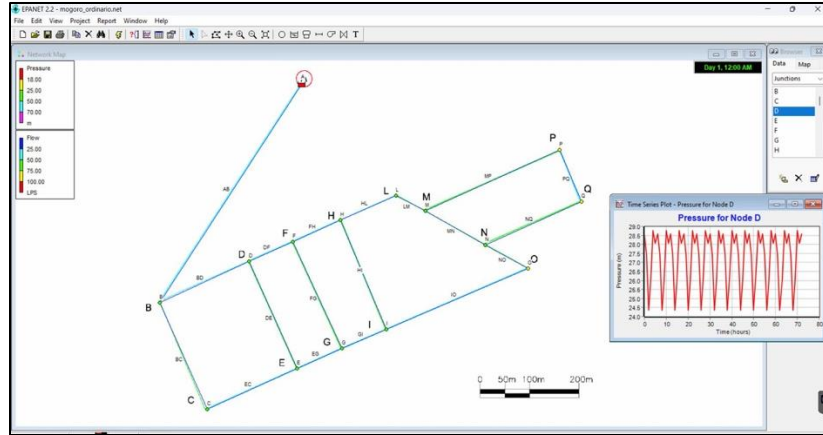 EPANET 2.2 - mogoro_ordinario.net
File Edit View Project Report Window Help
Network Map
Day 1, 12:00 AM
Pressure
10.00
25.00
50.00
70.00
m
Flow
25.00
50.00
75.00
100.00
LPS
Browser
Data Map
Junctions
B
C
D
E
F
G
H
AB
P
P
MP
PQ
L
L
HL
LM
M
M
Q
Q
H
H
FH
MN
NQ
F
F
N
N
DF
NO
D
D
O
O
BD
HI
B
B
FG
IO
DE
I
I
GI
BC
G
G
EG
E
E
EC
C
C
0 50m 100m 200m
Time Series Plot - Pressure for Node D
Pressure for Node D
29.0
28.5
28.0
27.5
27.0
26.5
26.0
25.5
25.0
24.5
24.0
Pressure (m)
0 10 20 30 40 50 60 70 80
Time (hours)